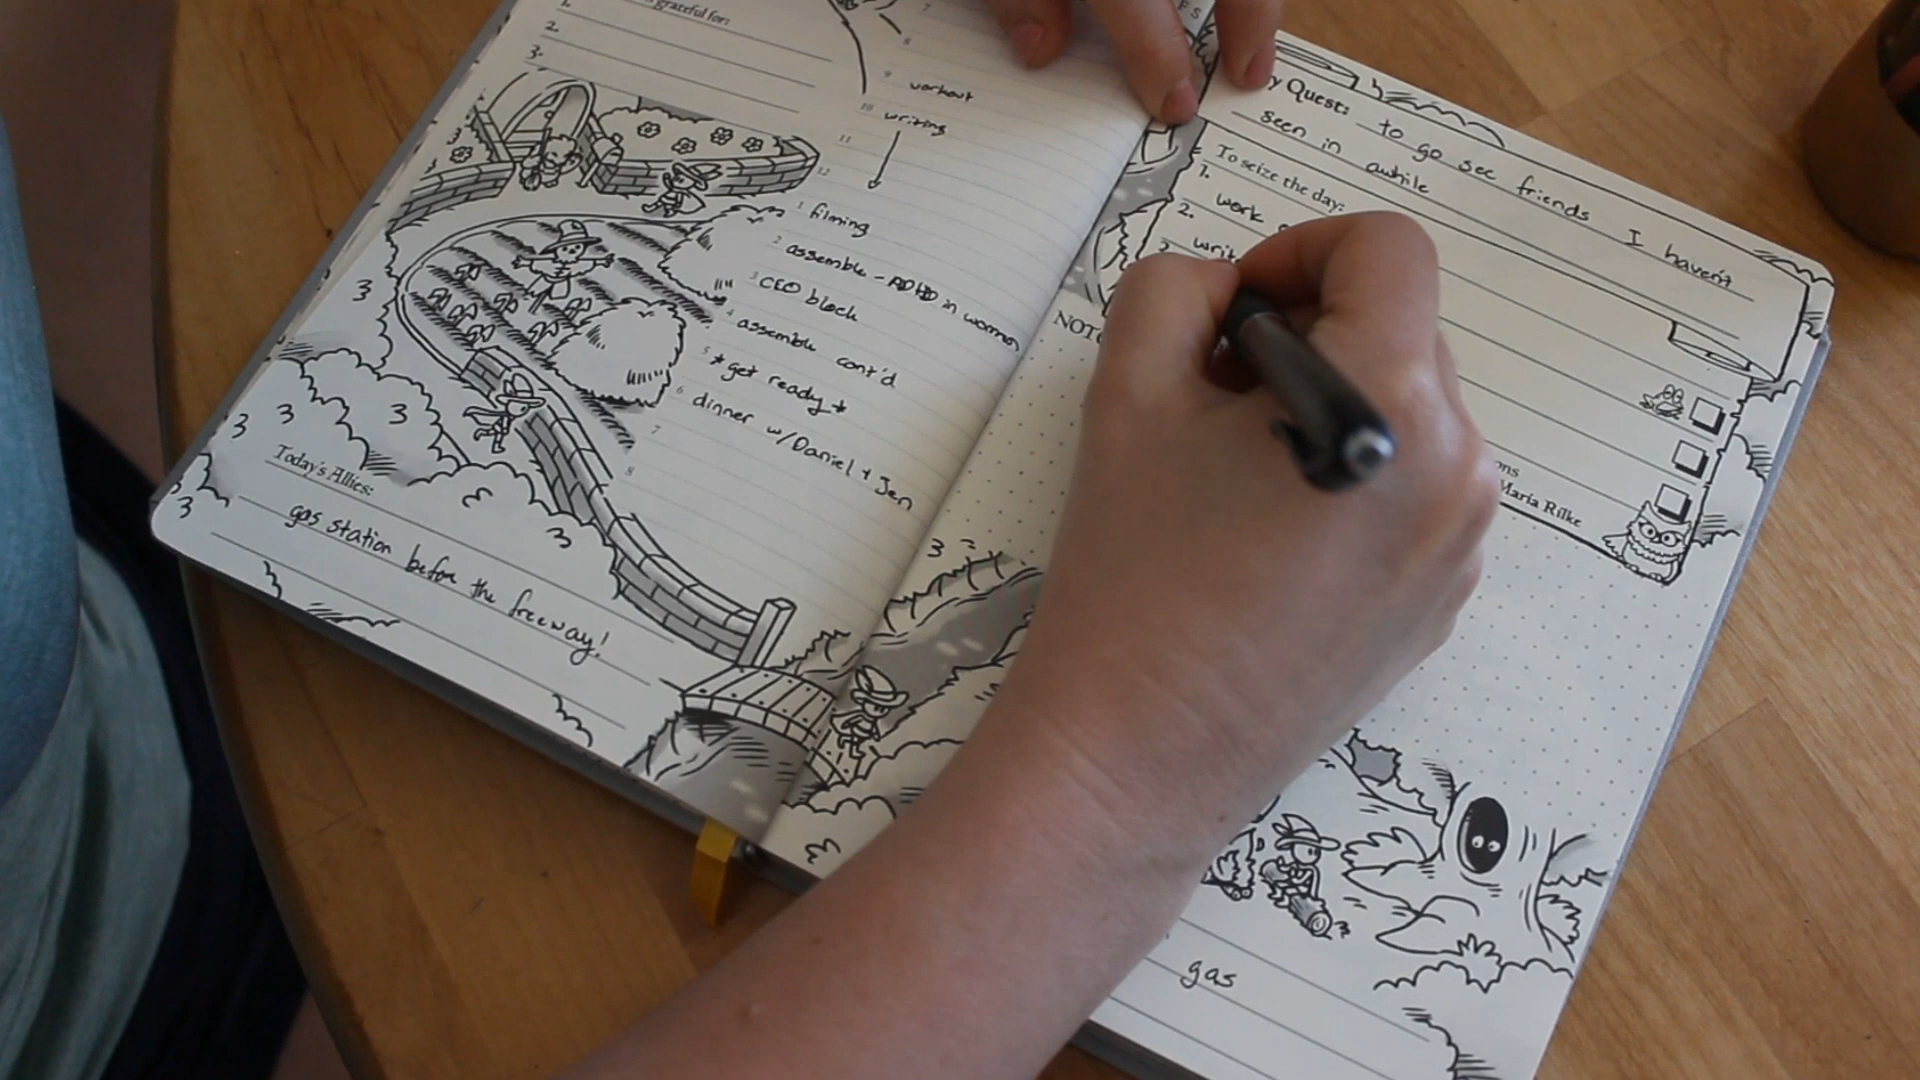 grateful for:
1.
2.
3.
7
8
9 workout
10 writing
11
12
1 filming
2 assemble - ADHD in women
3 CEO block
4 assemble cont'd
5 *get ready*
6 dinner w/Daniel + Jen
7
8
Today's Allies:
gas station before the freeway!
Quest: to go see friends I haven't
seen in awhile
To seize the day:
1. work
2.
3.
NOT
María Rilke
gas